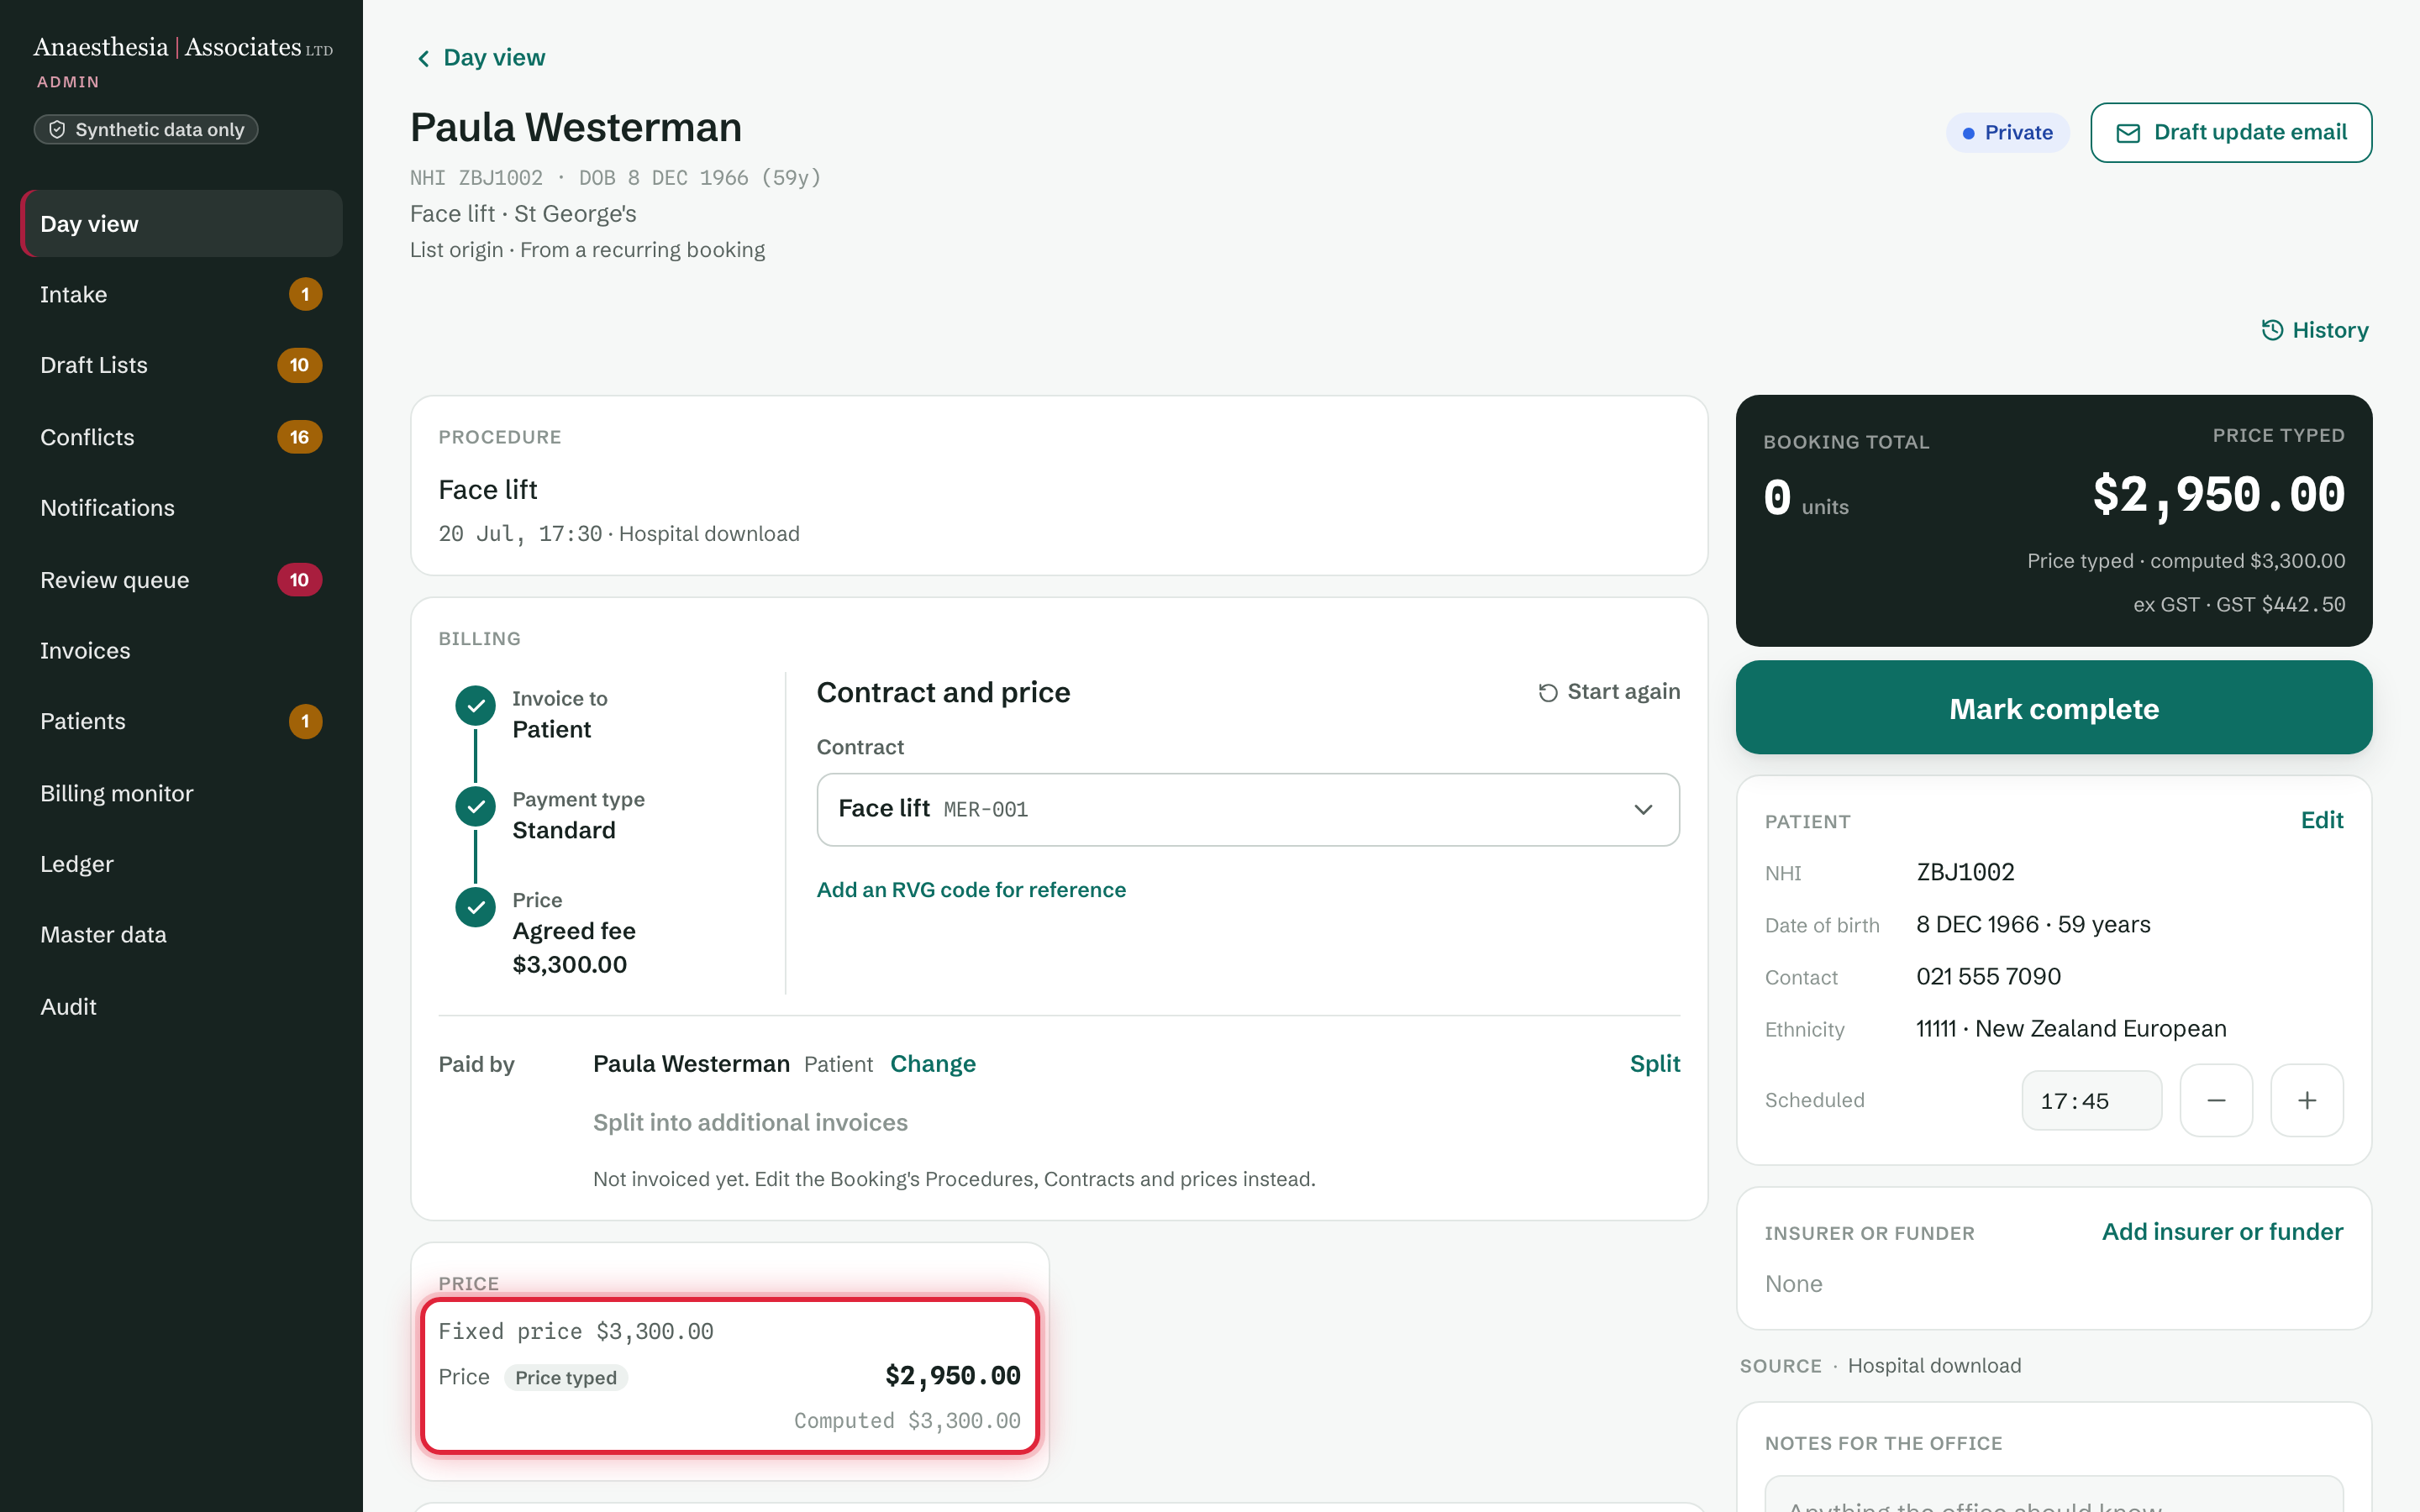 Anaesthesia | Associates LTD
ADMIN
Synthetic data only
Day view
Intake 1
Draft Lists 10
Conflicts 16
Notifications
Review queue 10
Invoices
Patients 1
Billing monitor
Ledger
Master data
Audit
Day view
Paula Westerman
NHI ZBJ1002 · DOB 8 DEC 1966 (59y)
Face lift · St George's
List origin · From a recurring booking
Private
Draft update email
History
PROCEDURE
Face lift
20 Jul, 17:30 · Hospital download
BILLING
Invoice to
Patient
Payment type
Standard
Price
Agreed fee
$3,300.00
Contract and price
Start again
Contract
Face lift MER-001
Add an RVG code for reference
Paid by Paula Westerman Patient Change Split
Split into additional invoices
Not invoiced yet. Edit the Booking's Procedures, Contracts and prices instead.
PRICE
Fixed price $3,300.00
Price Price typed $2,950.00
Computed $3,300.00
BOOKING TOTAL PRICE TYPED
0 units $2,950.00
Price typed · computed $3,300.00
ex GST · GST $442.50
Mark complete
PATIENT Edit
NHI ZBJ1002
Date of birth 8 DEC 1966 · 59 years
Contact 021 555 7090
Ethnicity 11111 · New Zealand European
Scheduled 17:45
INSURER OR FUNDER Add insurer or funder
None
SOURCE · Hospital download
NOTES FOR THE OFFICE
Anything the office should know